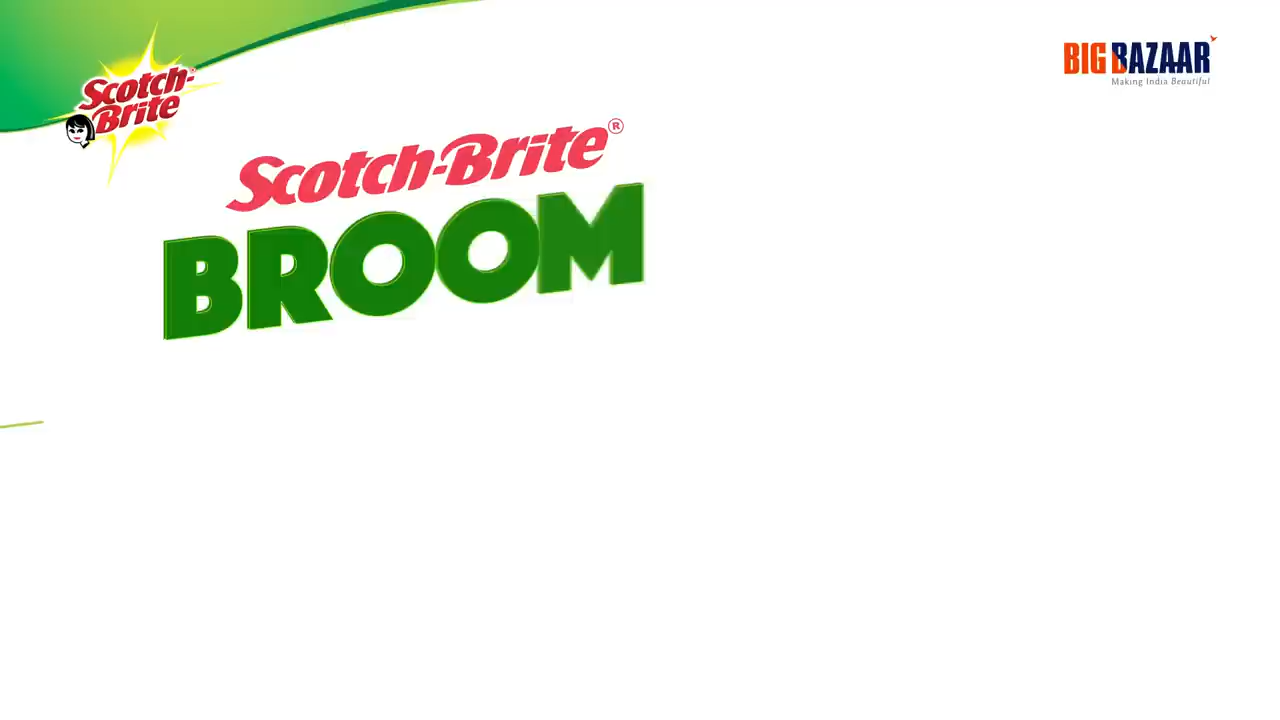 Scotch-
Brite
BIG BAZAAR
Making India Beautiful
Scotch-Brite®
BROOM